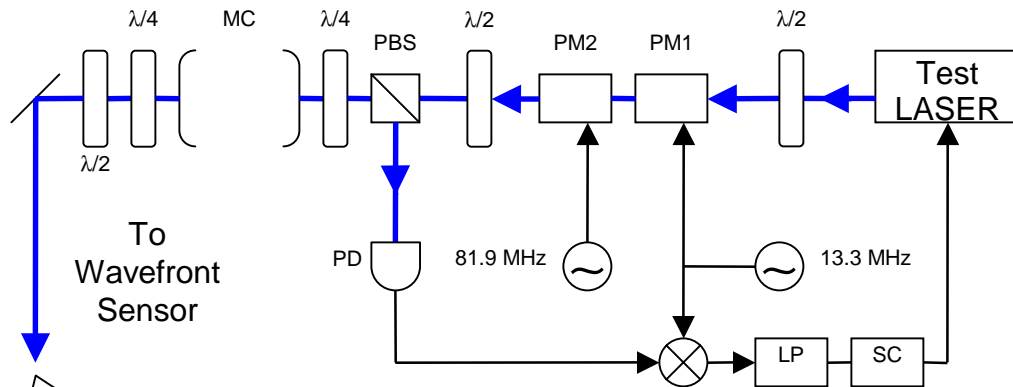 λ/4
MC
λ/4
PBS
PM2
PM1
λ/2
Test
LASER
λ/2
To
Wavefront
Sensor
PD
81.9 MHz
13.3 MHz
LP
SC